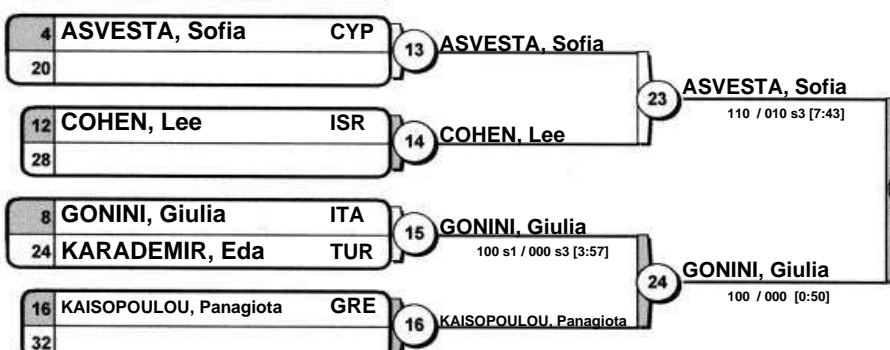 4 ASVESTA, Sofia CYP
20
13 ASVESTA, Sofia
12 COHEN, Lee ISR
28
14 COHEN, Lee
23 ASVESTA, Sofia
110 / 010 s3 [7:43]
8 GONINI, Giulia ITA
24 KARADEMIR, Eda TUR
15 GONINI, Giulia
100 s1 / 000 s3 [3:57]
16 KAISOPOULOU, Panagiota GRE
32
16 KAISOPOULOU, Panagiota
24 GONINI, Giulia
100 / 000 [0:50]